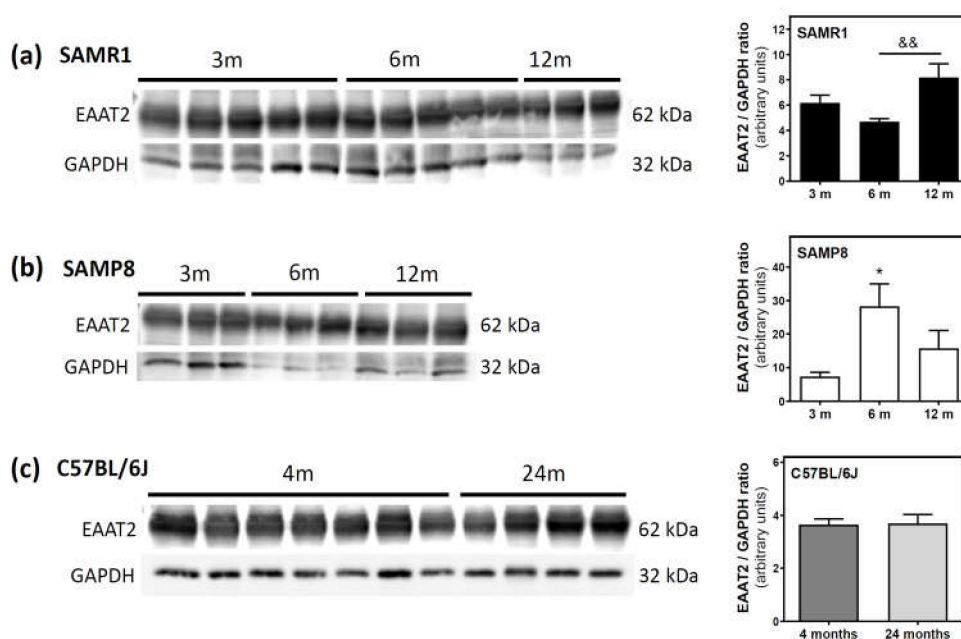 (a) SAMR1
3m 6m 12m
EAAT2 62 kDa
GAPDH 32 kDa
EAAT2 / GAPDH ratio
(arbitrary units)
SAMR1
&&
12
10
8
6
4
2
0
3 m 6 m 12 m
(b) SAMP8
3m 6m 12m
EAAT2 62 kDa
GAPDH 32 kDa
EAAT2 / GAPDH ratio
(arbitrary units)
SAMP8
*
40
30
20
10
0
3 m 6 m 12 m
(c) C57BL/6J
4m 24m
EAAT2 62 kDa
GAPDH 32 kDa
EAAT2 / GAPDH ratio
(arbitrary units)
C57BL/6J
6
4
2
0
4 months 24 months